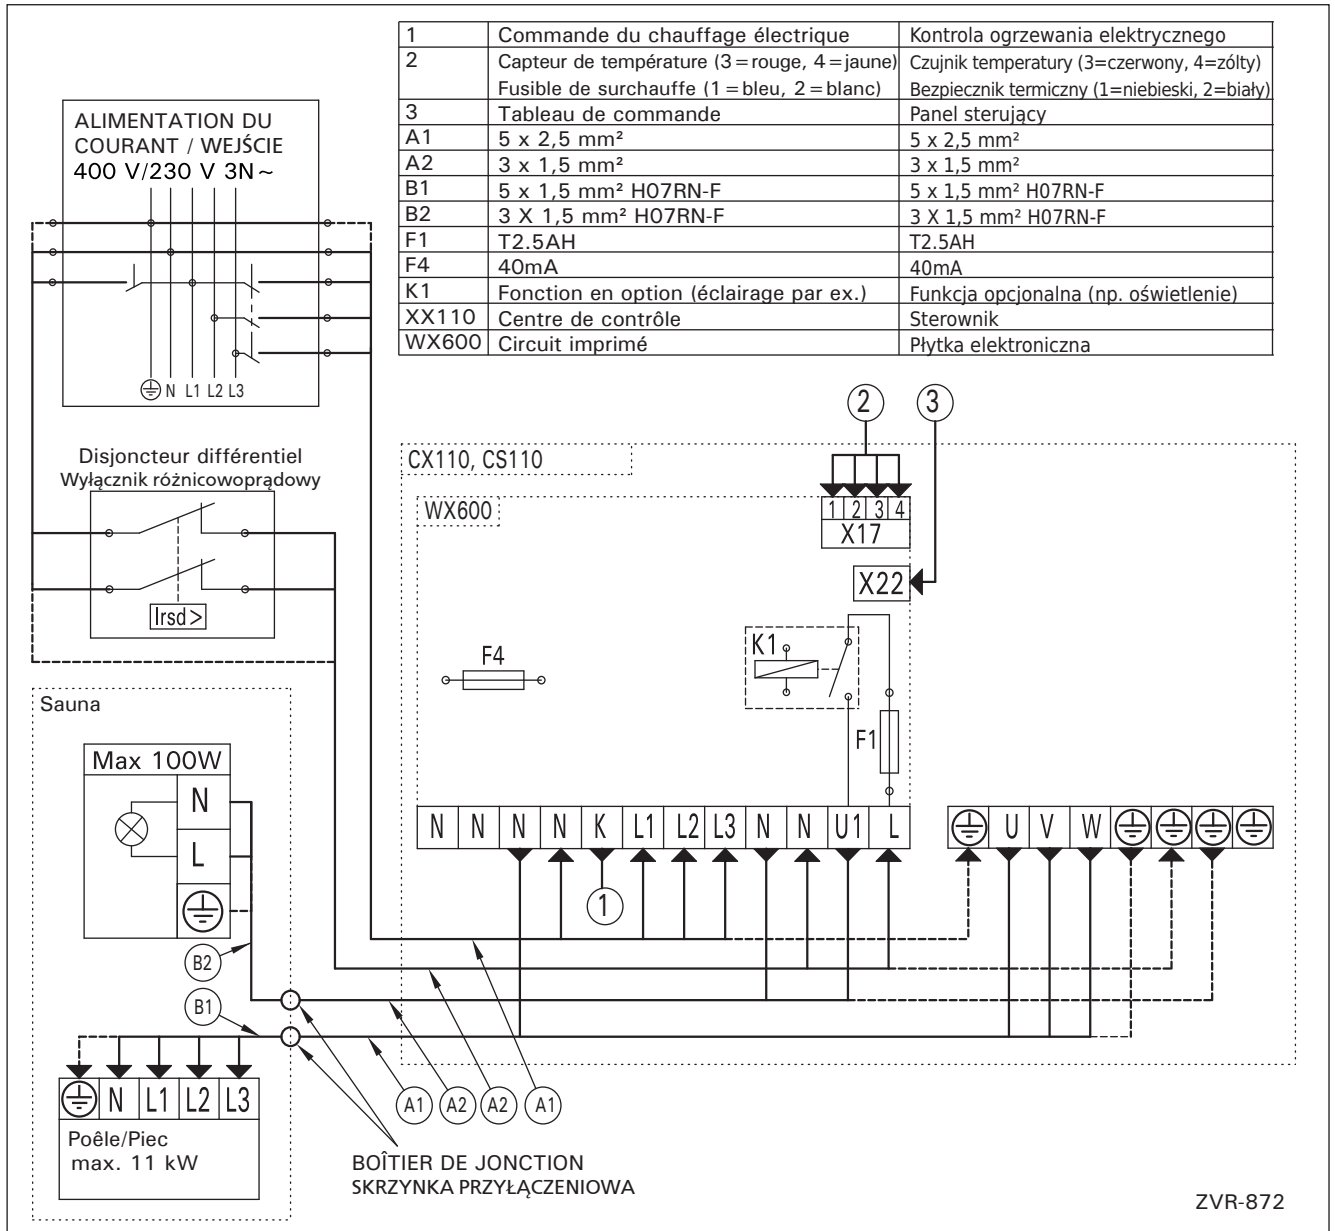 1 Commande du chauffage électrique Kontrola ogrzewania elektrycznego
2 Capteur de température (3=rouge, 4=jaune) Czujnik temperatury (3=czerwony, 4=zólty)
Fusible de surchauffe (1=bleu, 2=blanc) Bezpiecznik termiczny (1=niebieski, 2=biały)
3 Tableau de commande Panel sterujący
A1 5 x 2,5 mm² 5 x 2,5 mm²
A2 3 x 1,5 mm² 3 x 1,5 mm²
B1 5 x 1,5 mm² H07RN-F 5 x 1,5 mm² H07RN-F
B2 3 X 1,5 mm² H07RN-F 3 X 1,5 mm² H07RN-F
F1 T2.5AH T2.5AH
F4 40mA 40mA
K1 Fonction en option (éclairage par ex.) Funkcja opcjonalna (np. oświetlenie)
XX110 Centre de contrôle Sterownik
WX600 Circuit imprimé Płytka elektroniczna
ALIMENTATION DU
COURANT / WEJŚCIE
400 V/230 V 3N~
N L1 L2 L3
Disjoncteur différentiel
Wyłącznik różnicowoprądowy
Irsd>
2 3
CX110, CS110
WX600
1 2 3 4
X17
X22
K1
F4
F1
N N N N K L1 L2 L3 N N U1 L
U V W
1
Sauna
Max 100W
N
L
B2
B1
N L1 L2 L3
Poêle/Piec
max. 11 kW
A1 A2 A2 A1
BOÎTIER DE JONCTION
SKRZYNKA PRZYŁĄCZENIOWA
ZVR-872